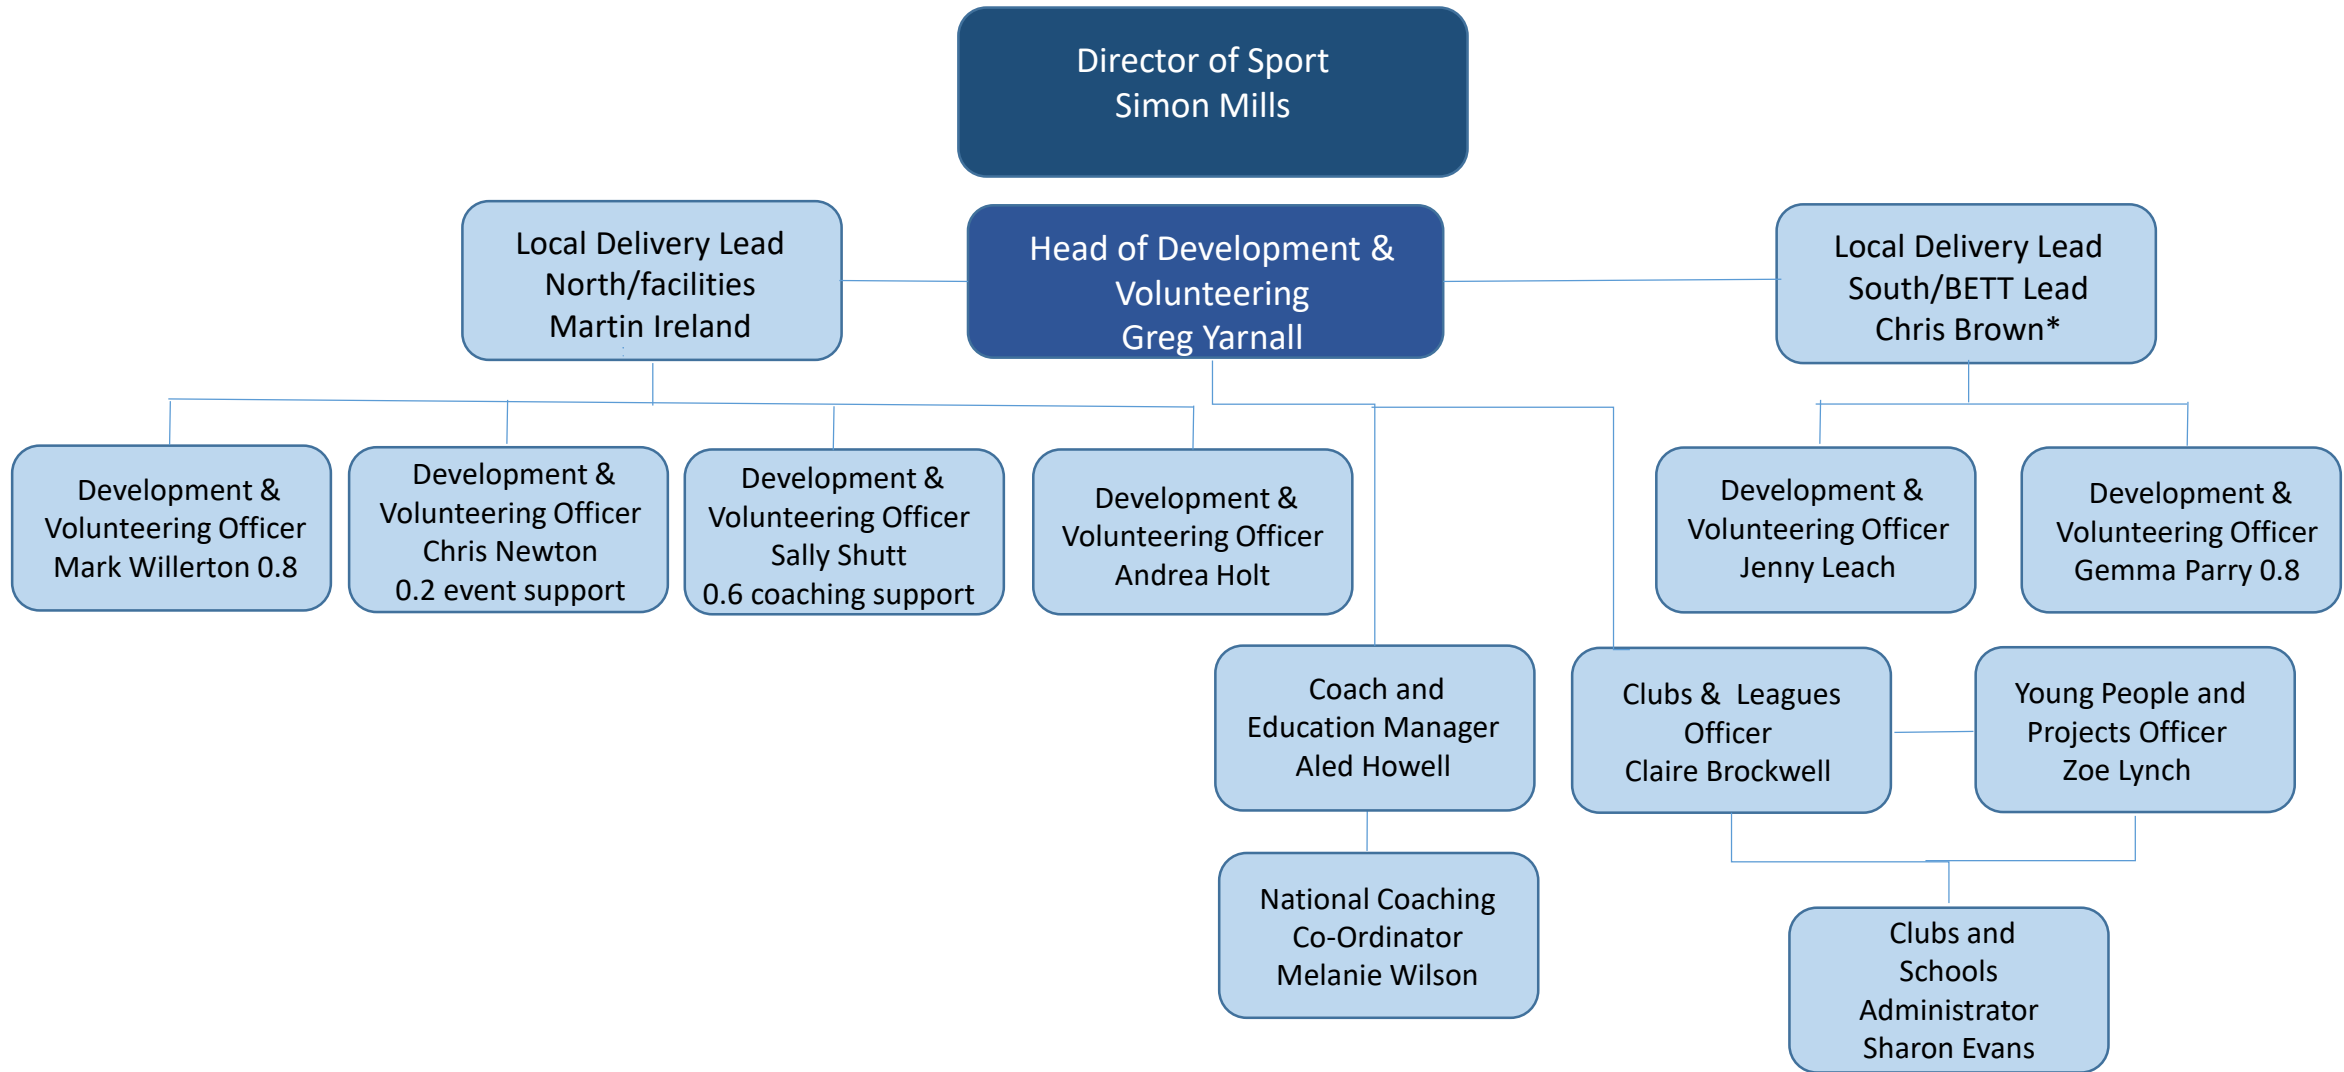 Director of Sport
Simon Mills
Local Delivery Lead
North/facilities
Martin Ireland
Head of Development &
Volunteering
Greg Yarnall
Local Delivery Lead
South/BETT Lead
Chris Brown*
Development &
Volunteering Officer
Mark Willerton 0.8
Development &
Volunteering Officer
Chris Newton
0.2 event support
Development &
Volunteering Officer
Sally Shutt
0.6 coaching support
Development &
Volunteering Officer
Andrea Holt
Development &
Volunteering Officer
Jenny Leach
Development &
Volunteering Officer
Gemma Parry 0.8
Coach and
Education Manager
Aled Howell
Clubs & Leagues
Officer
Claire Brockwell
Young People and
Projects Officer
Zoe Lynch
National Coaching
Co-Ordinator
Melanie Wilson
Clubs and
Schools
Administrator
Sharon Evans